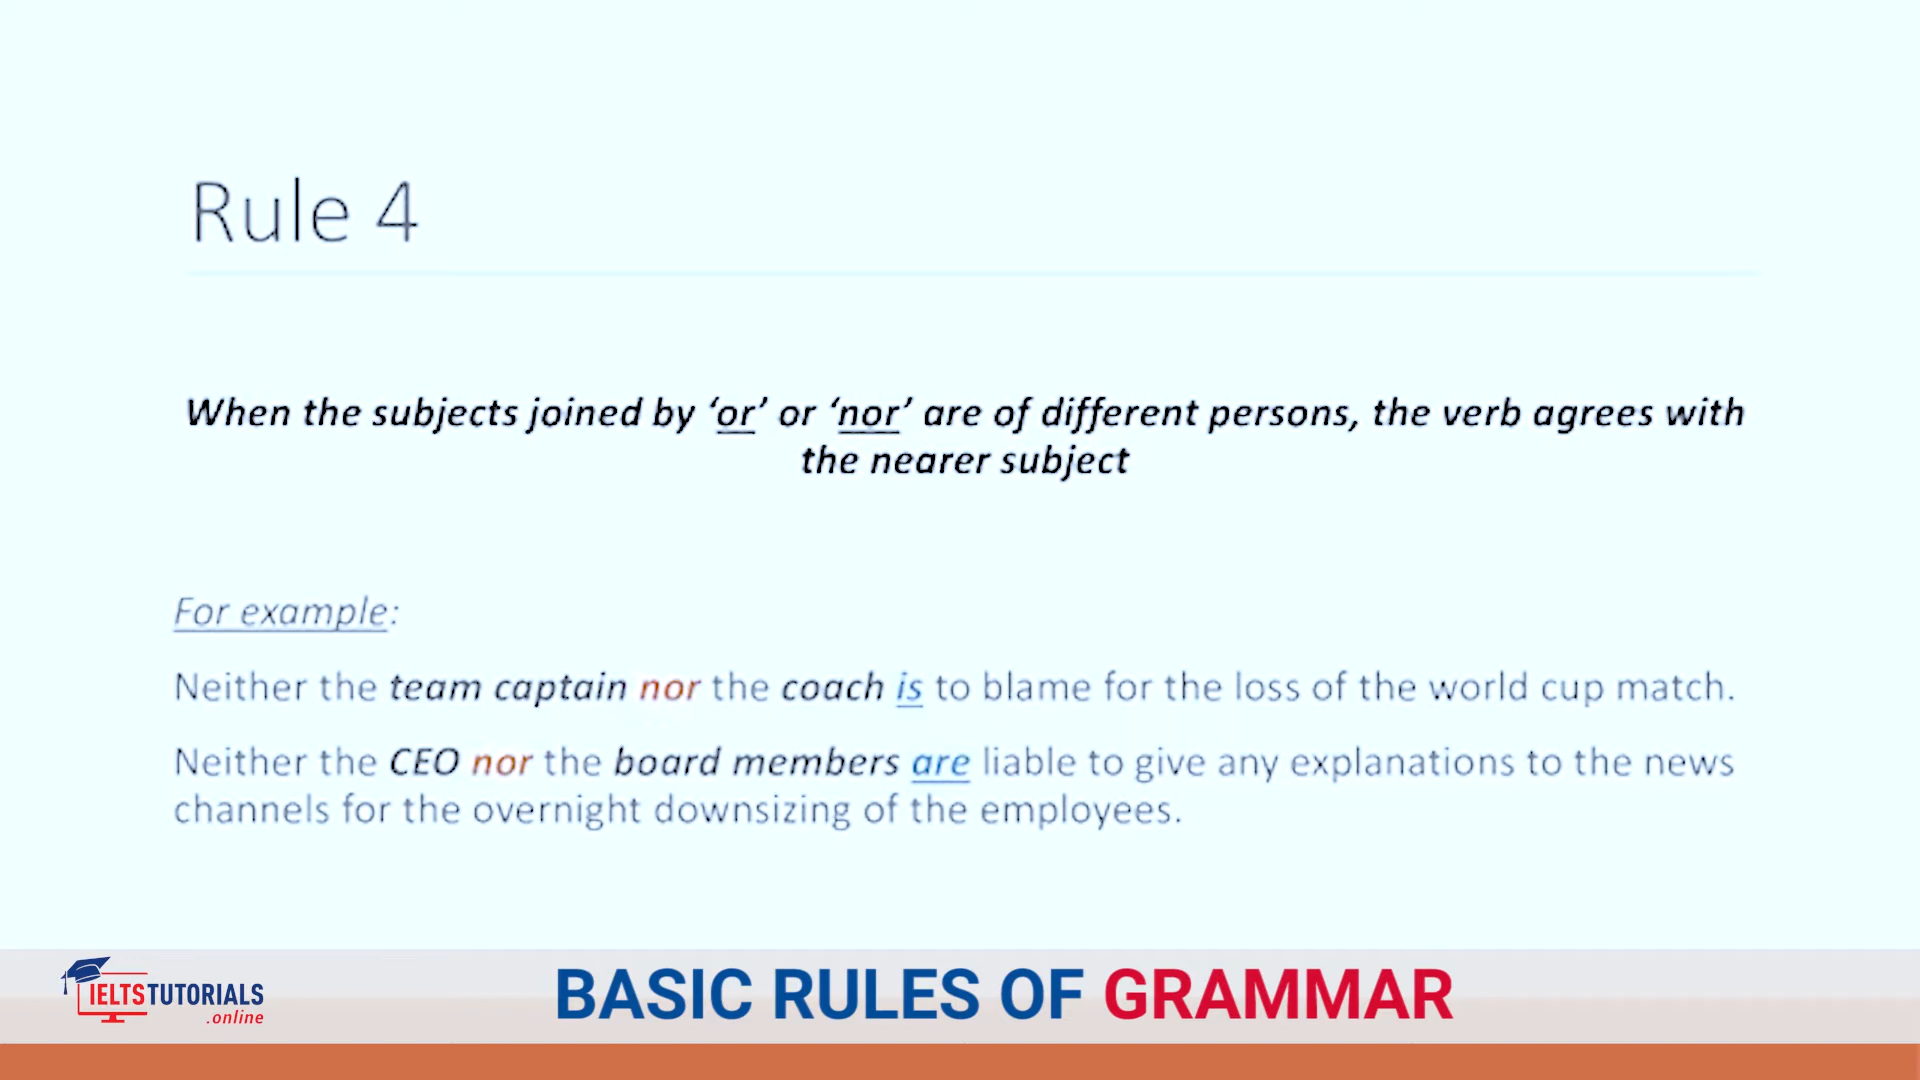 Rule 4
When the subjects joined by ‘or’ or ‘nor’ are of different persons, the verb agrees with
the nearer subject
For example:
Neither the team captain nor the coach is to blame for the loss of the world cup match.
Neither the CEO nor the board members are liable to give any explanations to the news
channels for the overnight downsizing of the employees.
IELTSTUTORIALS
.online
BASIC RULES OF GRAMMAR